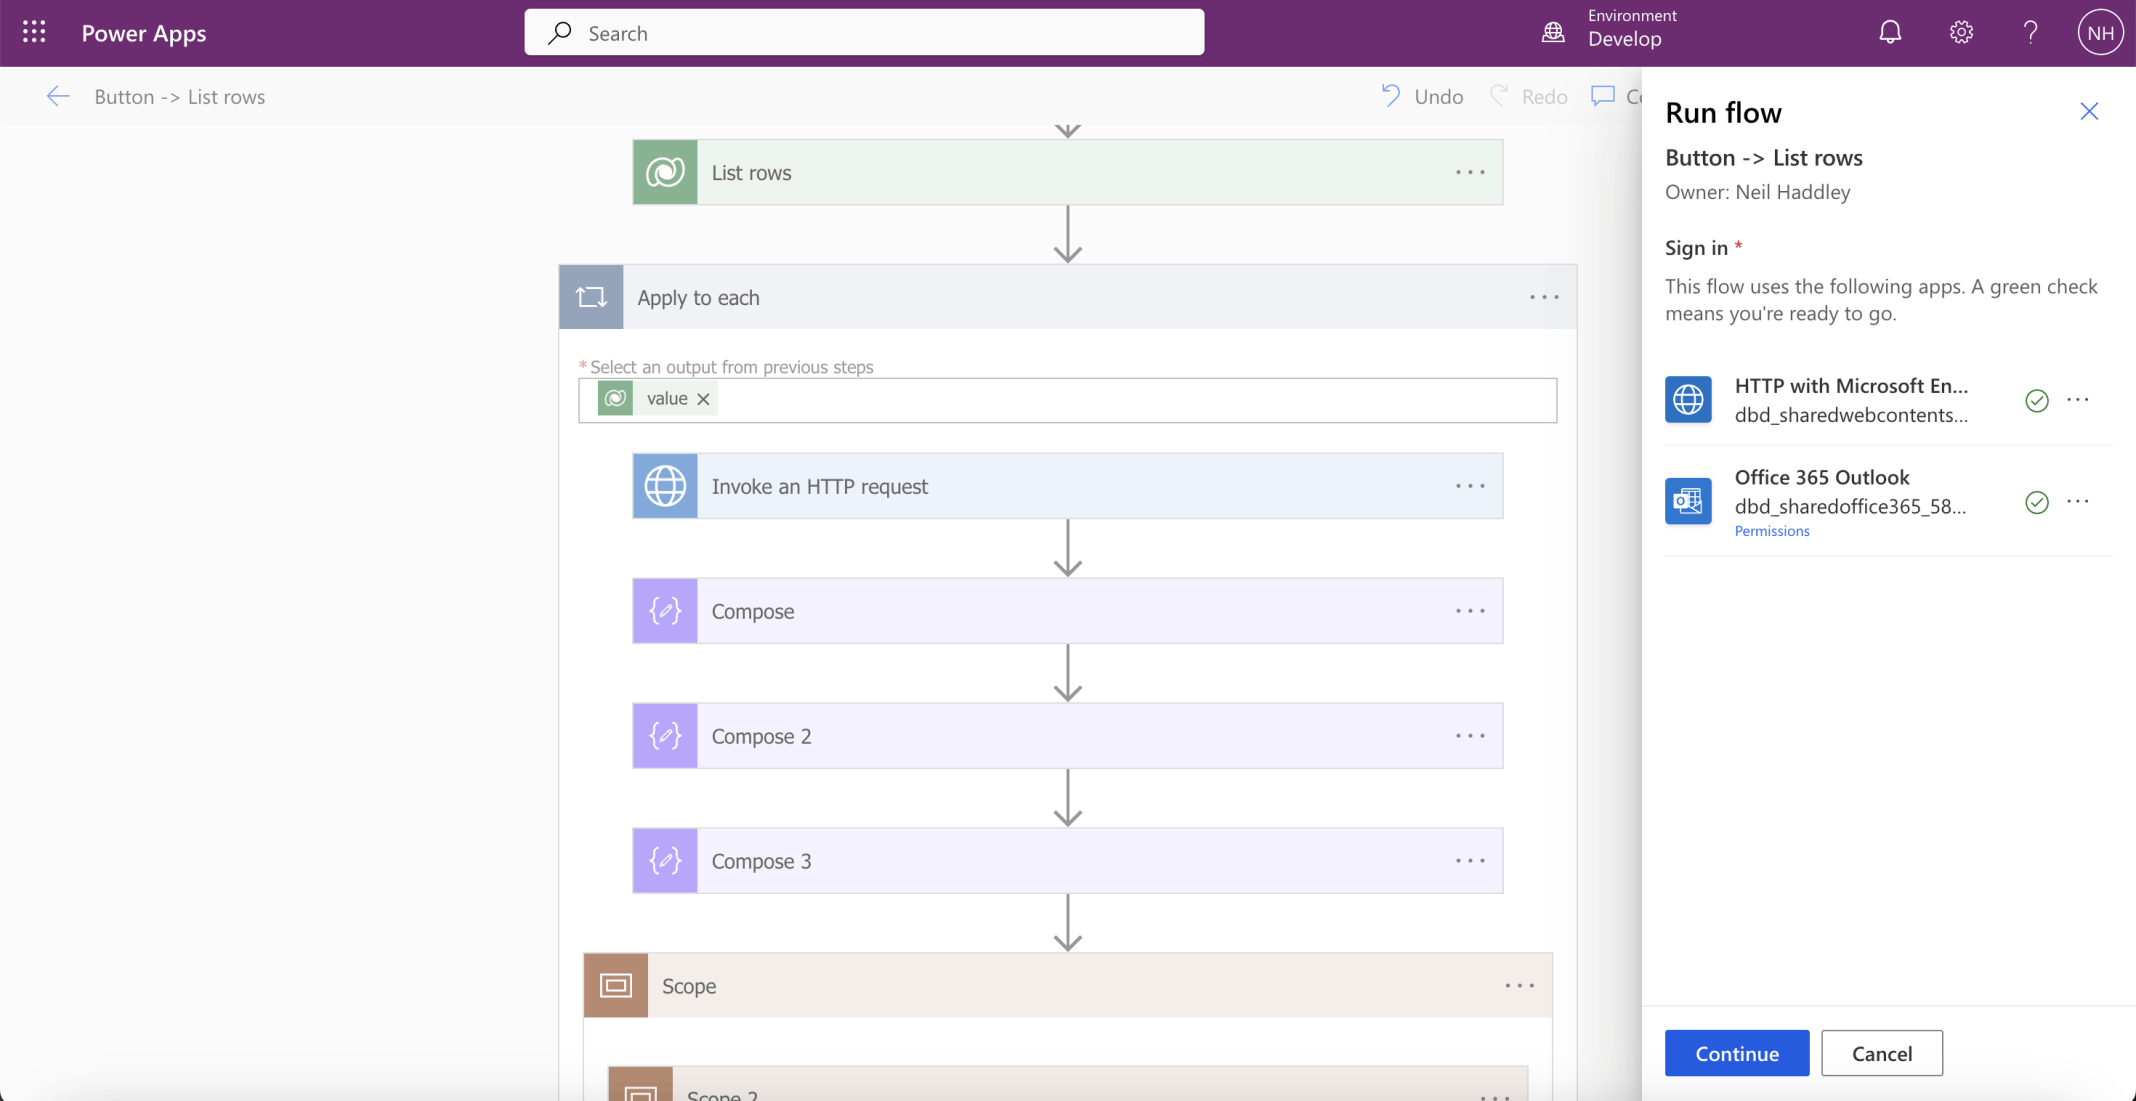 Power Apps
Search
Environment
Develop
NH
Button -> List rows
Undo
Redo
Run flow
Button -> List rows
Owner: Neil Haddley
Sign in *
This flow uses the following apps. A green check
means you're ready to go.
HTTP with Microsoft En...
dbd_sharedwebcontents...
Office 365 Outlook
dbd_sharedoffice365_58...
Permissions
Continue
Cancel
List rows
Apply to each
* Select an output from previous steps
value
Invoke an HTTP request
Compose
Compose 2
Compose 3
Scope
Scope 2